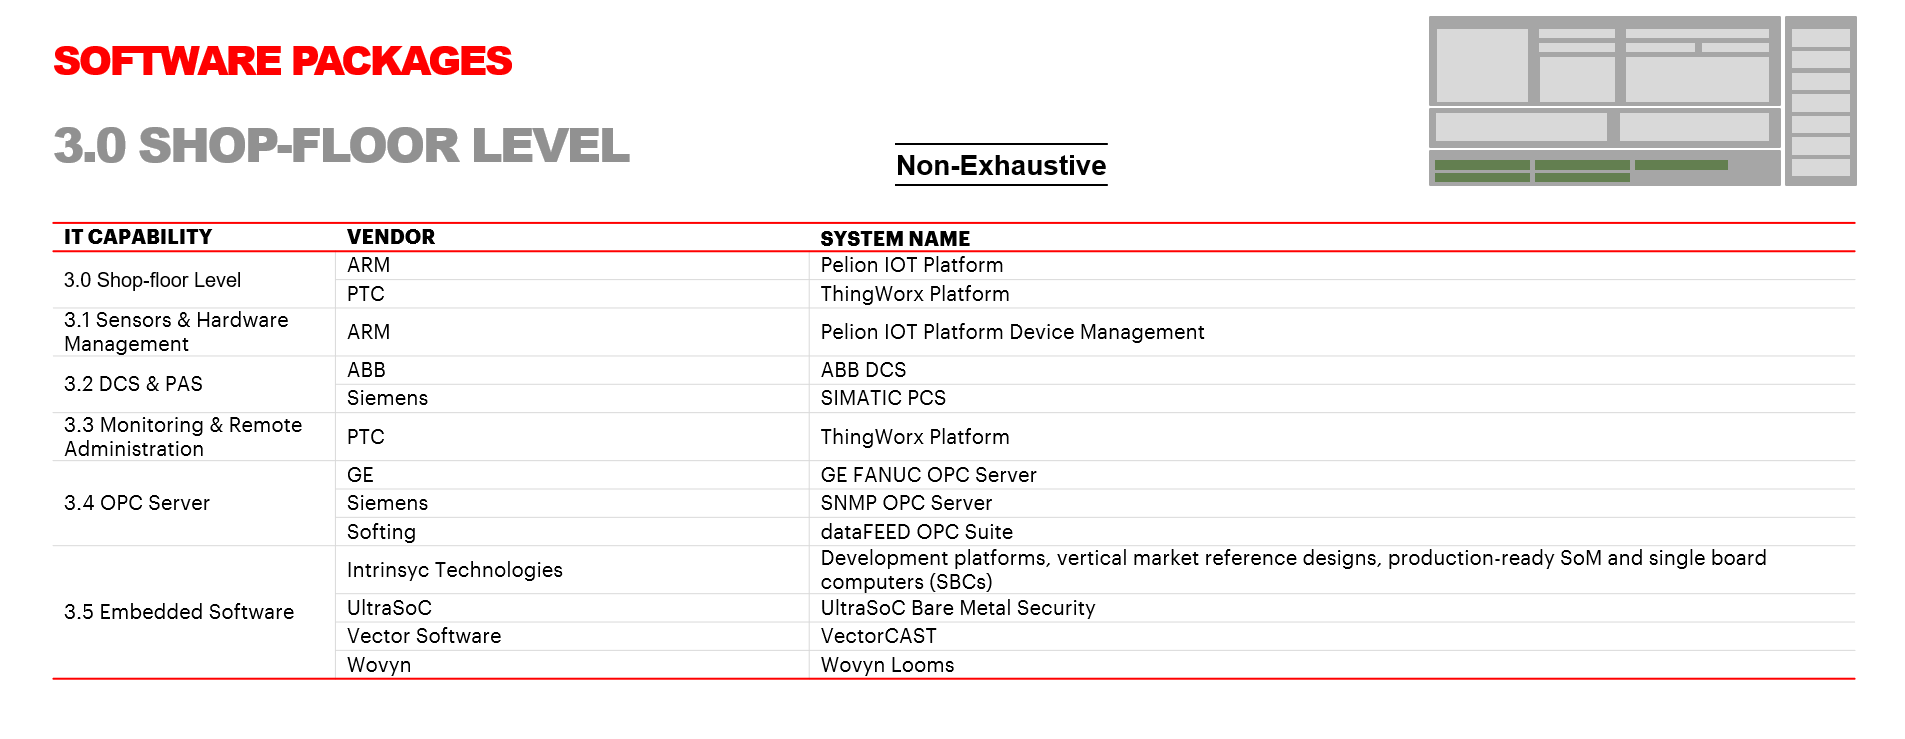 SOFTWARE PACKAGES
3.0 SHOP-FLOOR LEVEL
Non-Exhaustive
IT CAPABILITY VENDOR SYSTEM NAME
3.0 Shop-floor Level
ARM Pelion IOT Platform
PTC ThingWorx Platform
3.1 Sensors & Hardware
Management
ARM Pelion IOT Platform Device Management
3.2 DCS & PAS
ABB ABB DCS
Siemens SIMATIC PCS
3.3 Monitoring & Remote
Administration
PTC ThingWorx Platform
3.4 OPC Server
GE GE FANUC OPC Server
Siemens SNMP OPC Server
Softing dataFEED OPC Suite
3.5 Embedded Software
Intrinsyc Technologies Development platforms, vertical market reference designs, production-ready SoM and single board
computers (SBCs)
UltraSoC UltraSoC Bare Metal Security
Vector Software VectorCAST
Wovyn Wovyn Looms